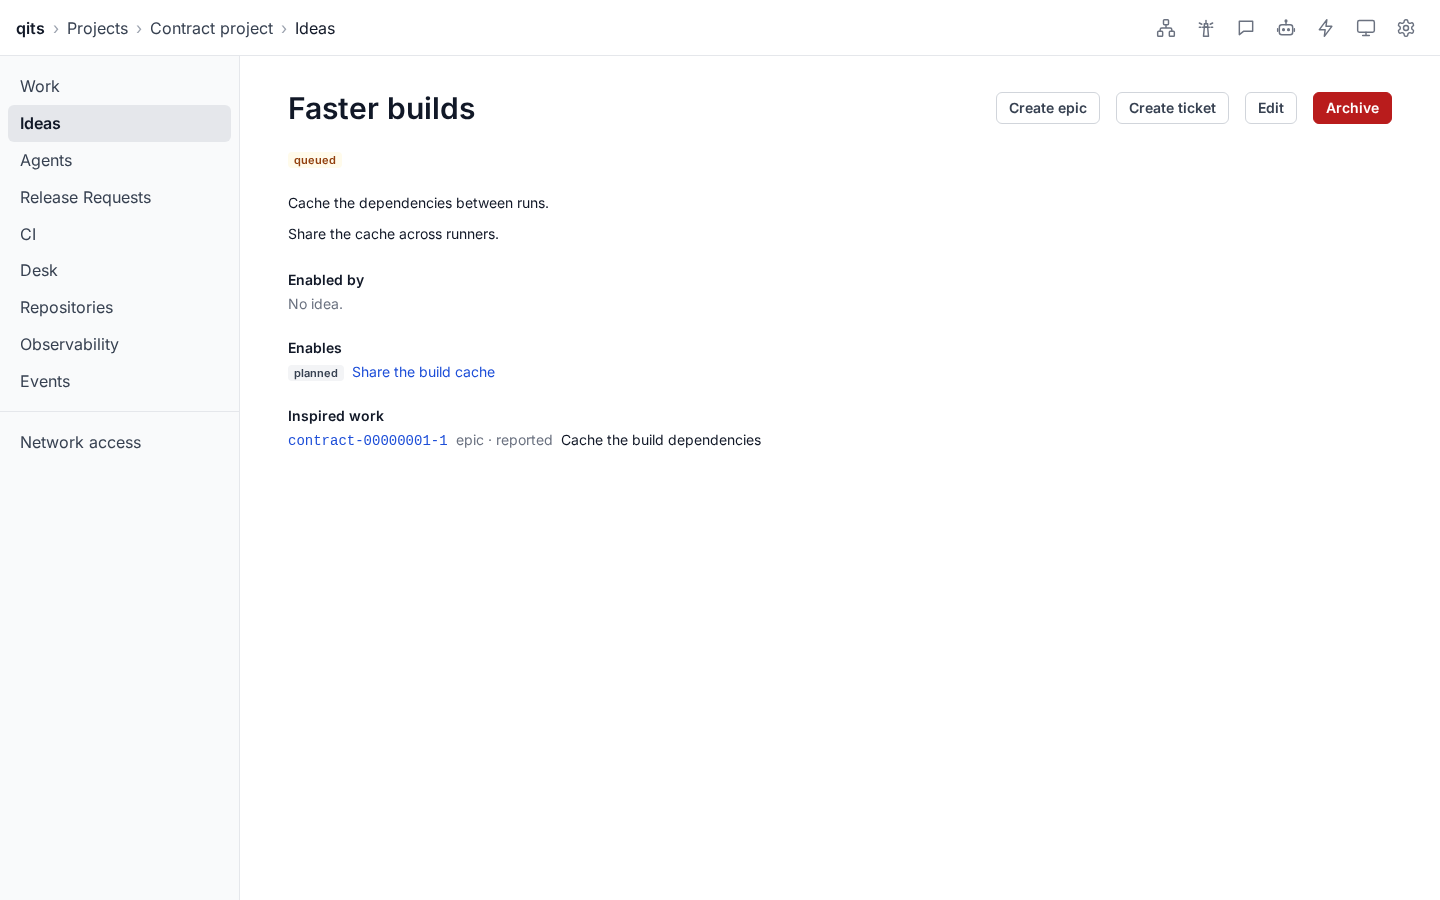 qits › Projects › Contract project › Ideas
Work
Ideas
Agents
Release Requests
CI
Desk
Repositories
Observability
Events
Network access
Faster builds
Create epic
Create ticket
Edit
Archive
queued
Cache the dependencies between runs.
Share the cache across runners.
Enabled by
No idea.
Enables
planned Share the build cache
Inspired work
contract-00000001-1 epic · reported Cache the build dependencies